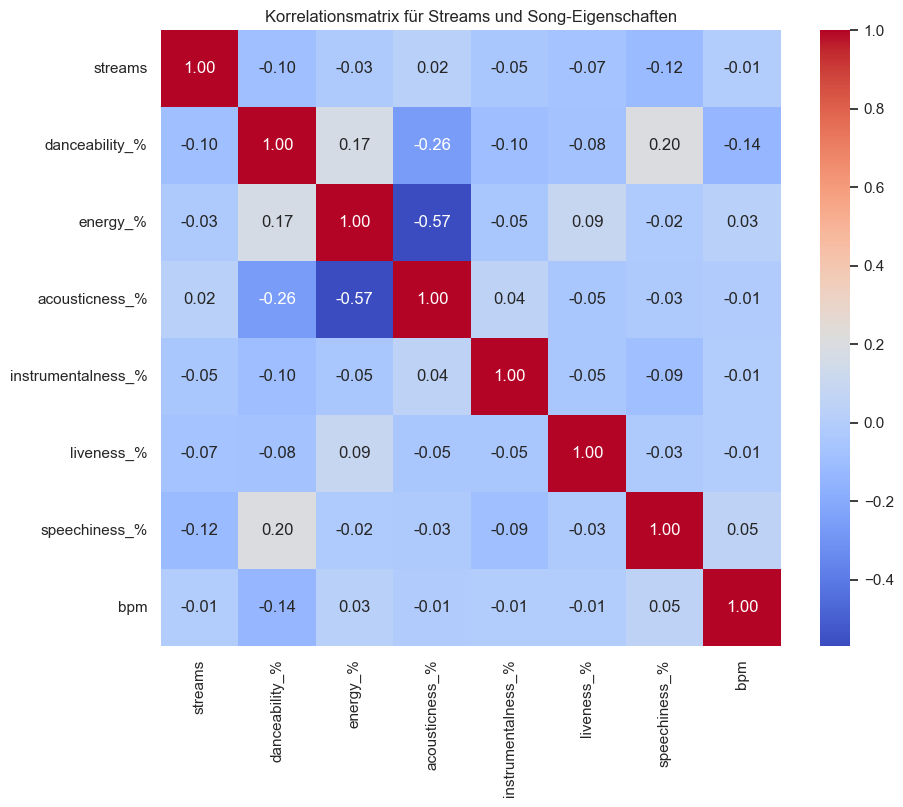 Korrelationsmatrix für Streams und Song-Eigenschaften
streams 1.00 -0.10 -0.03 0.02 -0.05 -0.07 -0.12 -0.01
danceability_% -0.10 1.00 0.17 -0.26 -0.10 -0.08 0.20 -0.14
energy_% -0.03 0.17 1.00 -0.57 -0.05 0.09 -0.02 0.03
acousticness_% 0.02 -0.26 -0.57 1.00 0.04 -0.05 -0.03 -0.01
instrumentalness_% -0.05 -0.10 -0.05 0.04 1.00 -0.05 -0.09 -0.01
liveness_% -0.07 -0.08 0.09 -0.05 -0.05 1.00 -0.03 -0.01
speechiness_% -0.12 0.20 -0.02 -0.03 -0.09 -0.03 1.00 0.05
bpm -0.01 -0.14 0.03 -0.01 -0.01 -0.01 0.05 1.00
streams
danceability_%
energy_%
acousticness_%
instrumentalness_%
liveness_%
speechiness_%
bpm
1.0
0.8
0.6
0.4
0.2
0.0
−0.2
−0.4